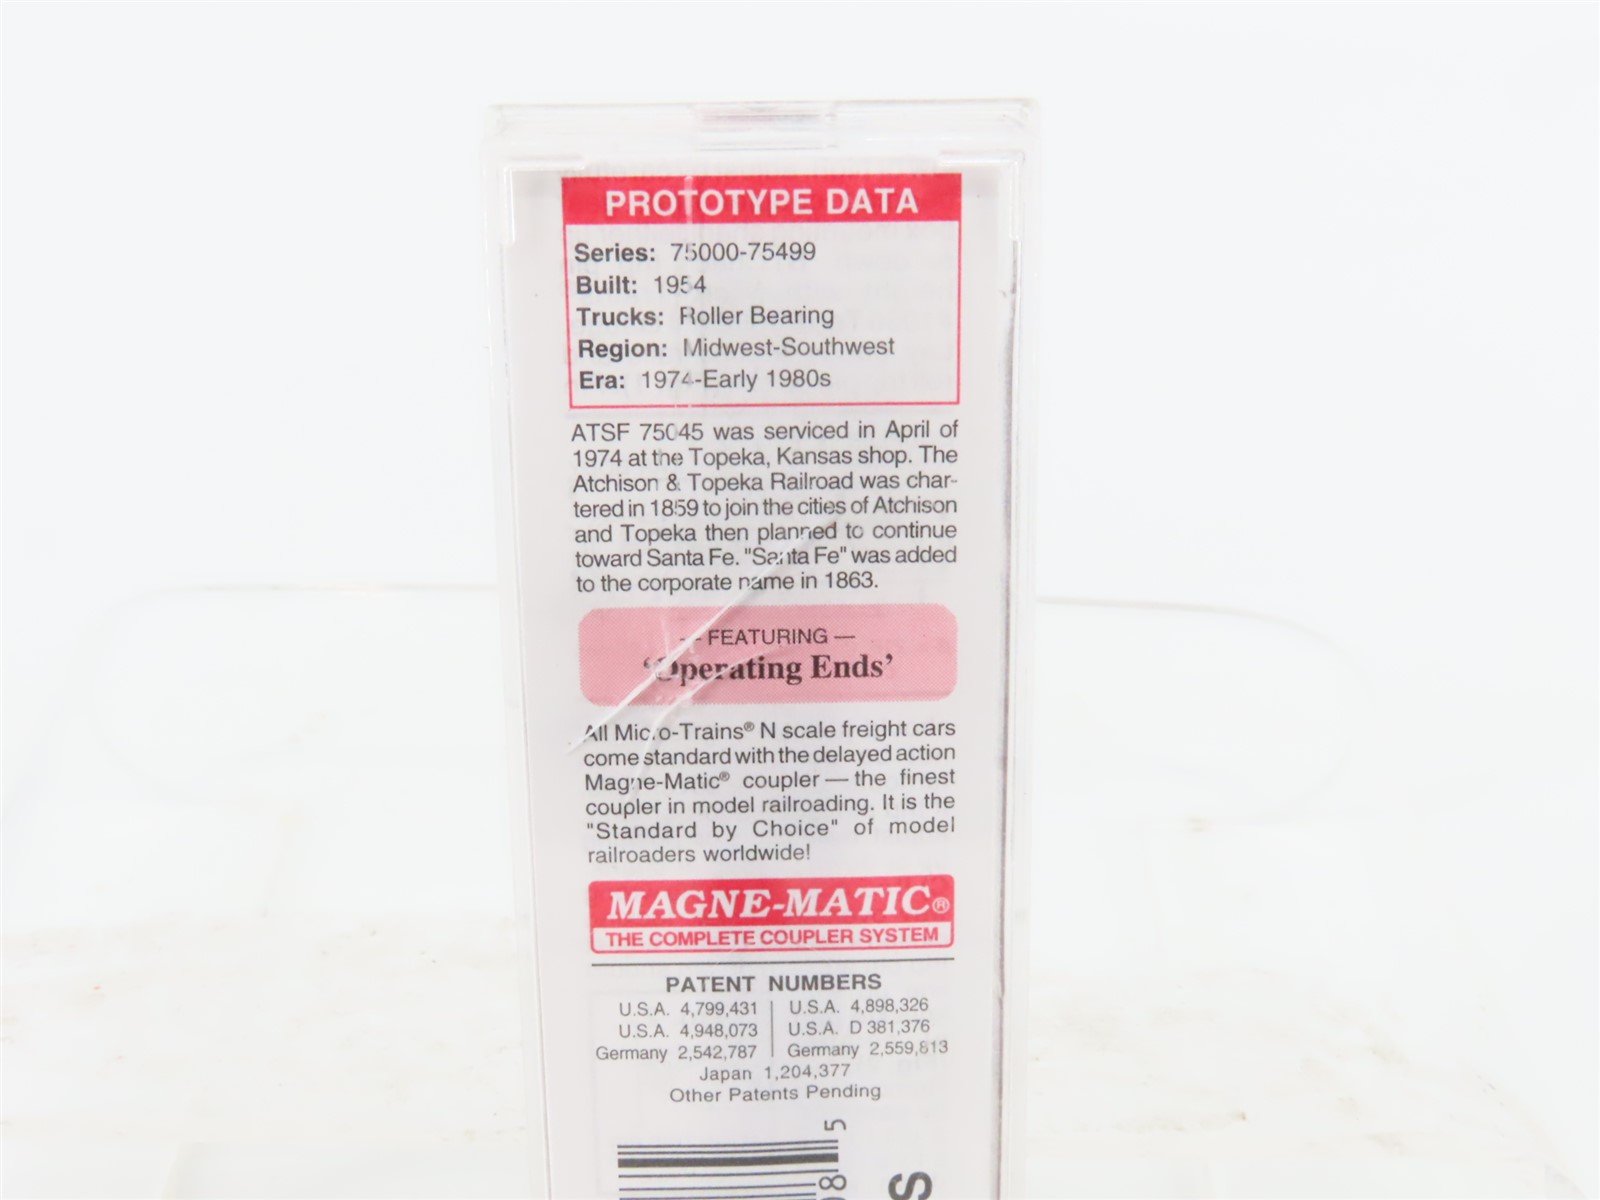 PROTOTYPE DATA
Series: 75000-75499
Built: 1954
Trucks: Roller Bearing
Region: Midwest-Southwest
Era: 1974-Early 1980s
ATSF 75045 was serviced in April of
1974 at the Topeka, Kansas shop. The
Atchison & Topeka Railroad was char-
tered in 1859 to join the cities of Atchison
and Topeka then planned to continue
toward Santa Fe. "Santa Fe" was added
to the corporate name in 1863.
— FEATURING —
'Operating Ends'
All Micro-Trains® N scale freight cars
come standard with the delayed action
Magne-Matic® coupler — the finest
coupler in model railroading. It is the
"Standard by Choice" of model
railroaders worldwide!
MAGNE-MATIC®
THE COMPLETE COUPLER SYSTEM
PATENT NUMBERS
U.S.A. 4,799,431 | U.S.A. 4,898,326
U.S.A. 4,948,073 | U.S.A. D 381,376
Germany 2,542,787 | Germany 2,559,813
Japan 1,204,377
Other Patents Pending
5
98
S